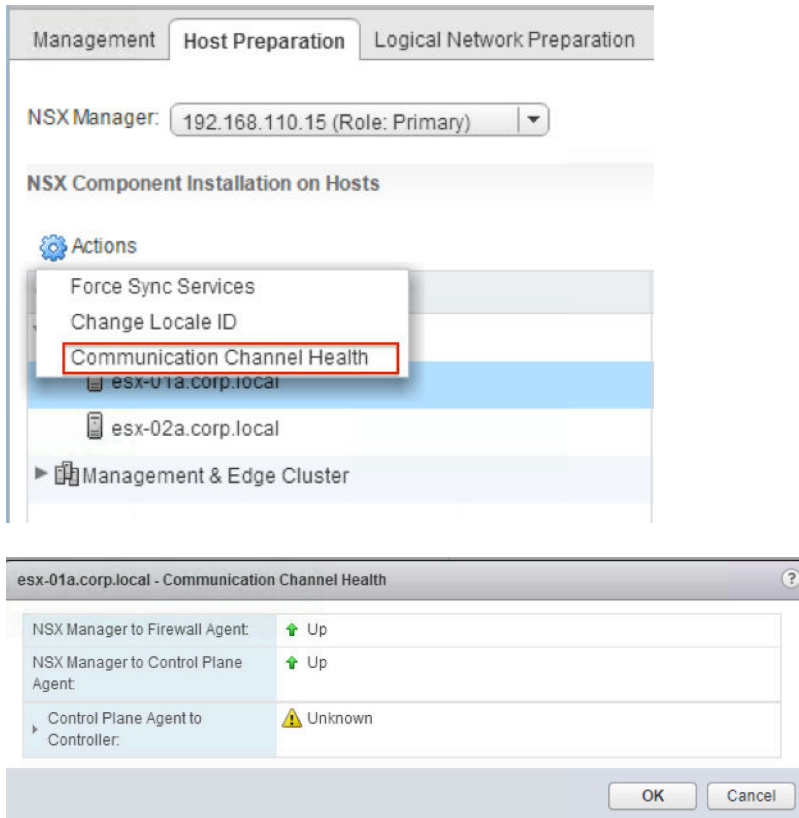 Management Host Preparation Logical Network Preparation
NSX Manager: 192.168.110.15 (Role: Primary)
NSX Component Installation on Hosts
Actions
Force Sync Services
Change Locale ID
Communication Channel Health
esx-01a.corp.local
esx-02a.corp.local
Management & Edge Cluster
esx-01a.corp.local - Communication Channel Health ?
NSX Manager to Firewall Agent: Up
NSX Manager to Control Plane Up
Agent:
Control Plane Agent to Unknown
Controller:
OK Cancel